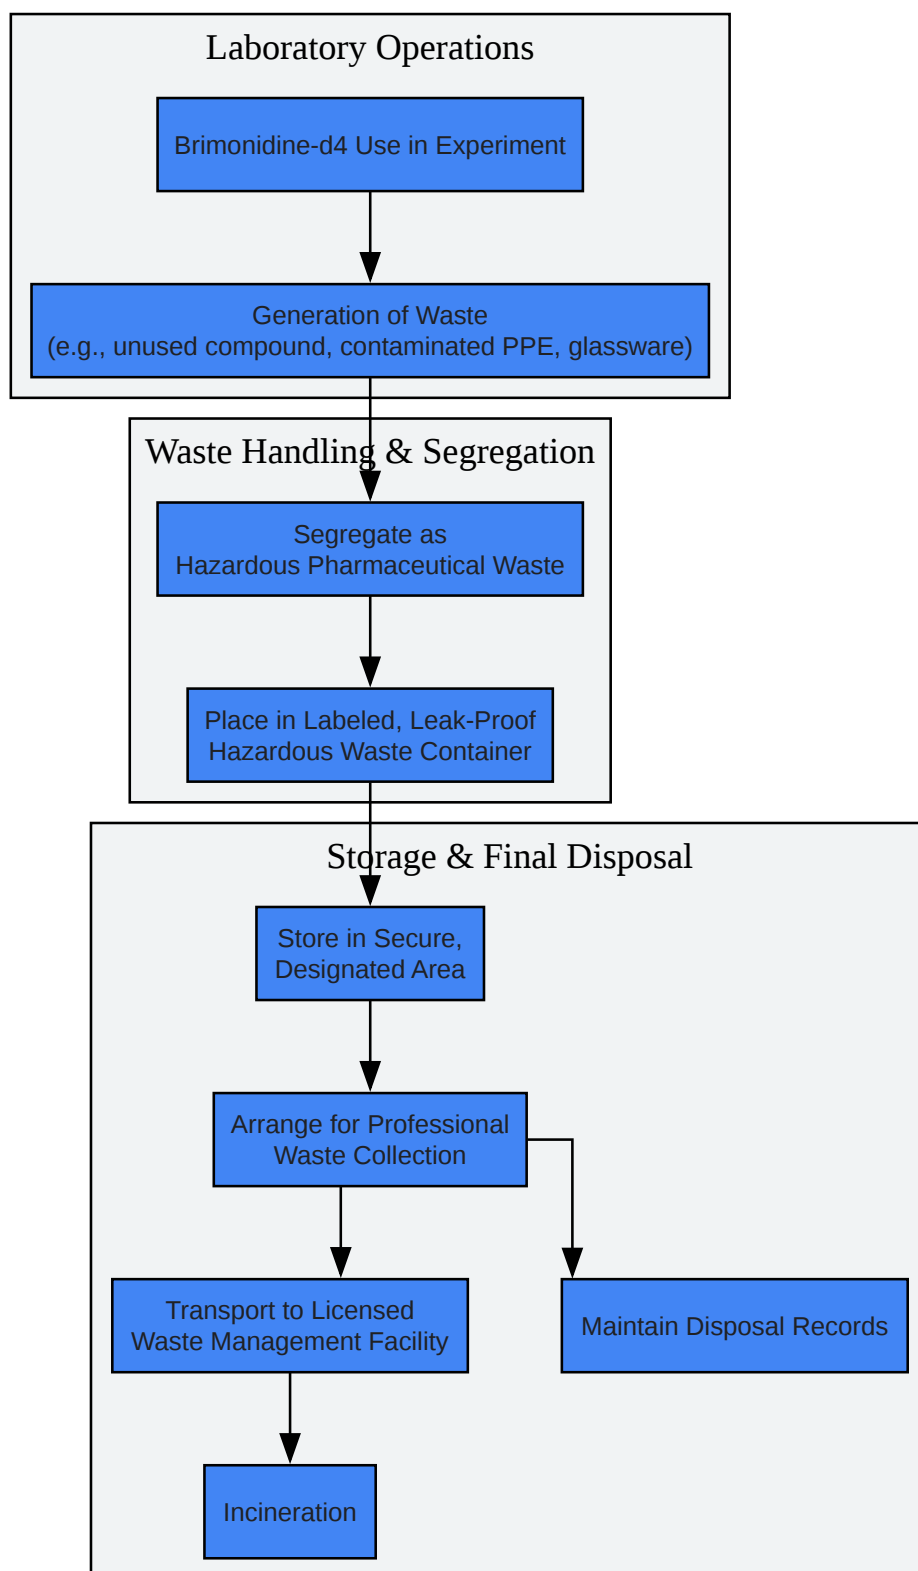 Laboratory Operations
Brimonidine-d4 Use in Experiment
Generation of Waste
(e.g., unused compound, contaminated PPE, glassware)
Waste Handling & Segregation
Segregate as
Hazardous Pharmaceutical Waste
Place in Labeled, Leak-Proof
Hazardous Waste Container
Storage & Final Disposal
Store in Secure,
Designated Area
Arrange for Professional
Waste Collection
Transport to Licensed
Waste Management Facility
Maintain Disposal Records
Incineration